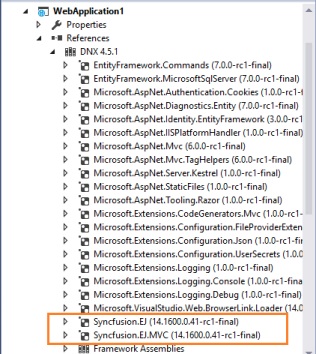 WebApplication1
Properties
References
DNX 4.5.1
EntityFramework.Commands (7.0.0-rc1-final)
EntityFramework.MicrosoftSqlServer (7.0.0-rc1-final)
Microsoft.AspNet.Authentication.Cookies (1.0.0-rc1-final)
Microsoft.AspNet.Diagnostics.Entity (7.0.0-rc1-final)
Microsoft.AspNet.Identity.EntityFramework (3.0.0-rc1
Microsoft.AspNet.IISPlatformHandler (1.0.0-rc1-final)
Microsoft.AspNet.Mvc (6.0.0-rc1-final)
Microsoft.AspNet.Mvc.TagHelpers (6.0.0-rc1-final)
Microsoft.AspNet.Server.Kestrel (1.0.0-rc1-final)
Microsoft.AspNet.StaticFiles (1.0.0-rc1-final)
Microsoft.AspNet.Tooling.Razor (1.0.0-rc1-final)
Microsoft.Extensions.CodeGenerators.Mvc (1.0.0-rc1-final
Microsoft.Extensions.Configuration.FileProviderExten
Microsoft.Extensions.Configuration.Json (1.0.0-rc1-fina
Microsoft.Extensions.Configuration.UserSecrets (1.0.0
Microsoft.Extensions.Logging (1.0.0-rc1-final)
Microsoft.Extensions.Logging.Console (1.0.0-rc1-final)
Microsoft.Extensions.Logging.Debug (1.0.0-rc1-final)
Microsoft.VisualStudio.Web.BrowserLink.Loader (14.0
Syncfusion.EJ (14.1600.0.41-rc1-final)
Syncfusion.EJ.MVC (14.1600.0.41-rc1-final)
Framework Assemblies